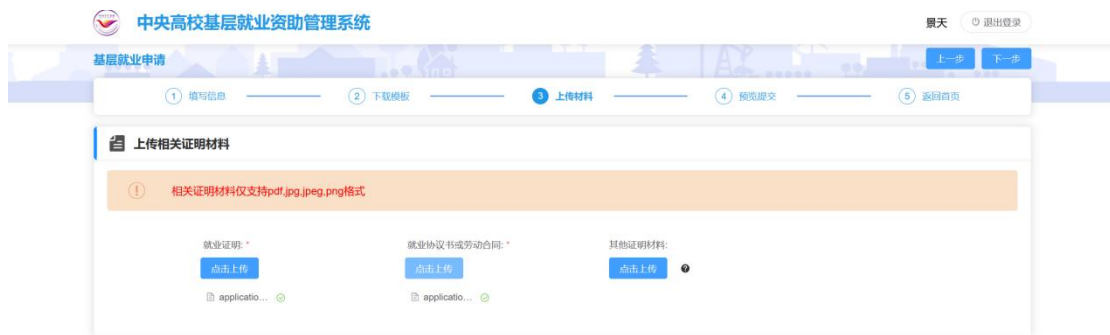 中央高校基层就业资助管理系统
景天
退出登录
基层就业申请
上一步
下一步
1 填写信息
2 下载模板
3 上传材料
4 预览提交
5 返回首页
上传相关证明材料
相关证明材料仅支持pdf,jpg,jpeg,png格式
就业证明: * 就业协议书或劳动合同: * 其他证明材料:
点击上传 点击上传 点击上传
applicatio... applicatio...